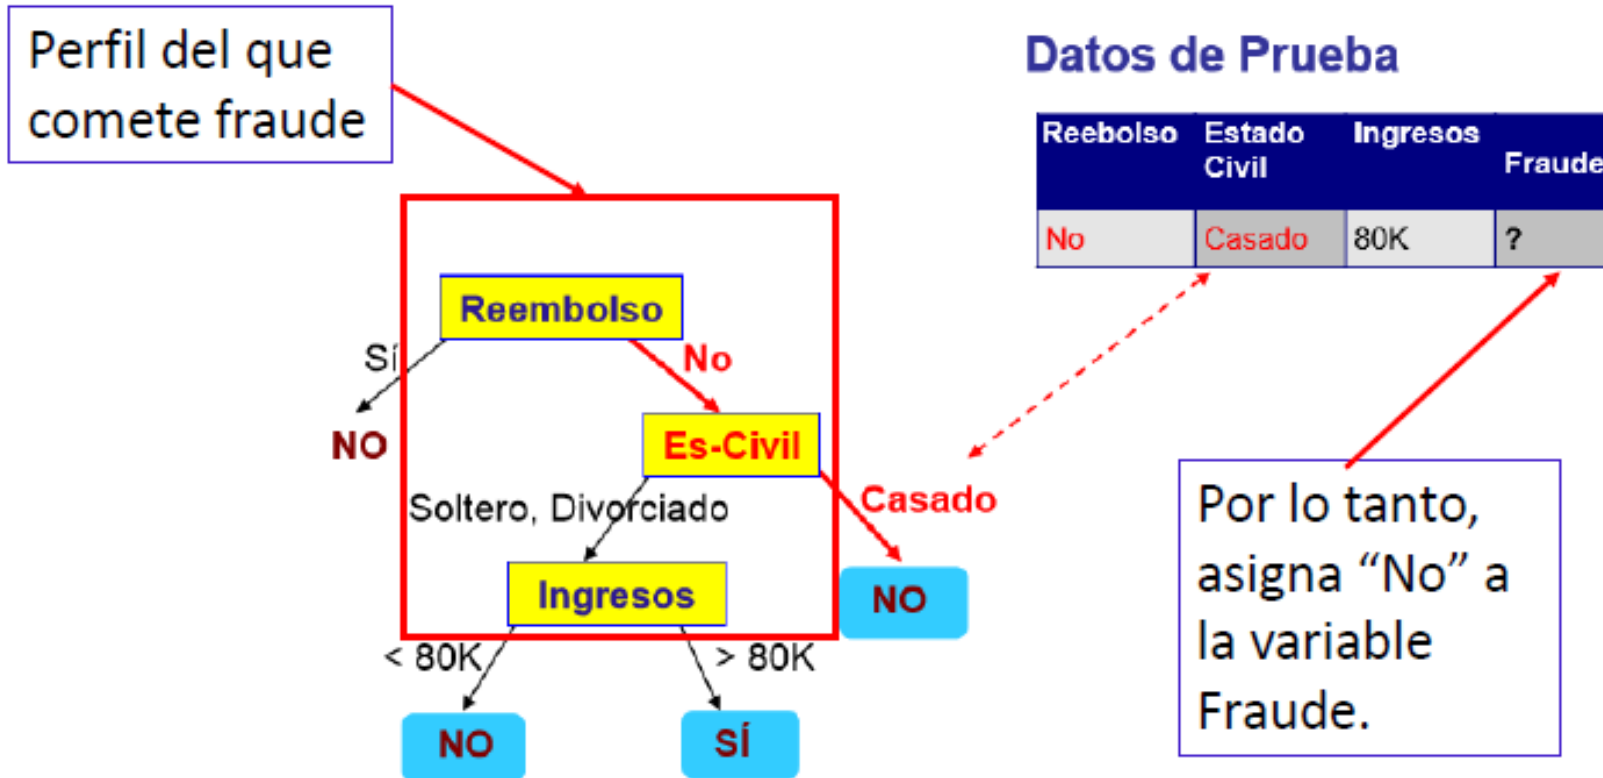 Perfil del que
comete fraude
Datos de Prueba
Reebolso Estado Civil Ingresos Fraude
No Casado 80K ?
Reembolso
Sí No
NO Es-Civil
Soltero, Divorciado Casado
Ingresos NO
< 80K > 80K
NO SÍ
Por lo tanto,
asigna “No” a
la variable
Fraude.